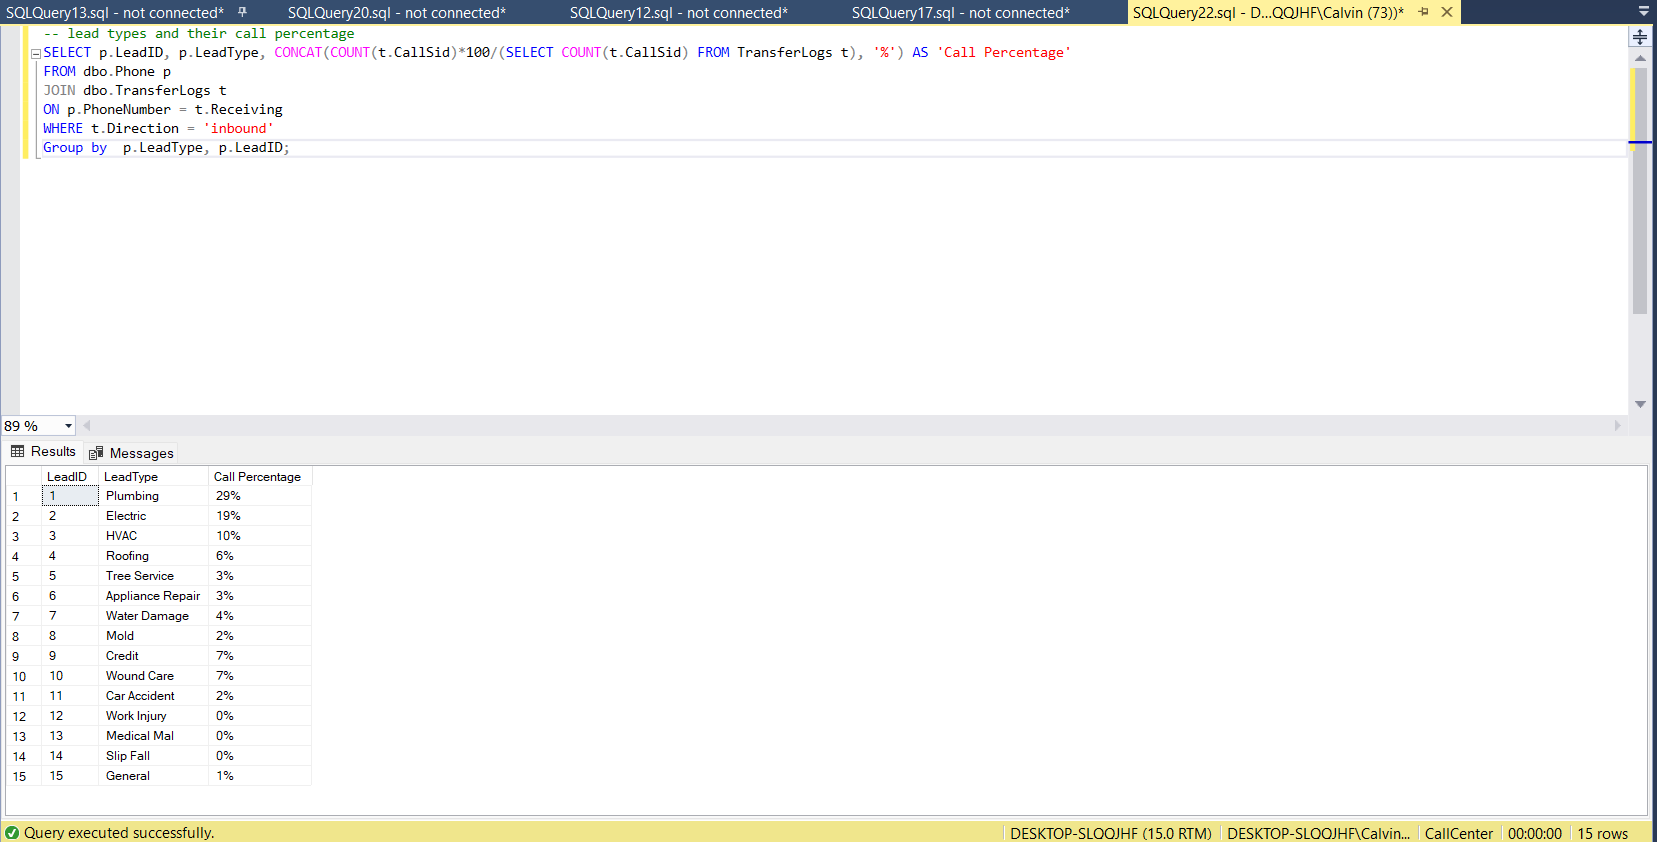 SQLQuery13.sql - not connected* SQLQuery20.sql - not connected* SQLQuery12.sql - not connected* SQLQuery17.sql - not connected* SQLQuery22.sql - D...QQJHF\Calvin (73))*
-- lead types and their call percentage
SELECT p.LeadID, p.LeadType, CONCAT(COUNT(t.CallSid)*100/(SELECT COUNT(t.CallSid) FROM TransferLogs t), '%') AS 'Call Percentage'
FROM dbo.Phone p
JOIN dbo.TransferLogs t
ON p.PhoneNumber = t.Receiving
WHERE t.Direction = 'inbound'
Group by  p.LeadType, p.LeadID;
89 %
Results Messages
LeadID LeadType Call Percentage
1 1 Plumbing 29%
2 2 Electric 19%
3 3 HVAC 10%
4 4 Roofing 6%
5 5 Tree Service 3%
6 6 Appliance Repair 3%
7 7 Water Damage 4%
8 8 Mold 2%
9 9 Credit 7%
10 10 Wound Care 7%
11 11 Car Accident 2%
12 12 Work Injury 0%
13 13 Medical Mal 0%
14 14 Slip Fall 0%
15 15 General 1%
Query executed successfully. DESKTOP-SLOQJHF (15.0 RTM) DESKTOP-SLOQJHF\Calvin... CallCenter 00:00:00 15 rows